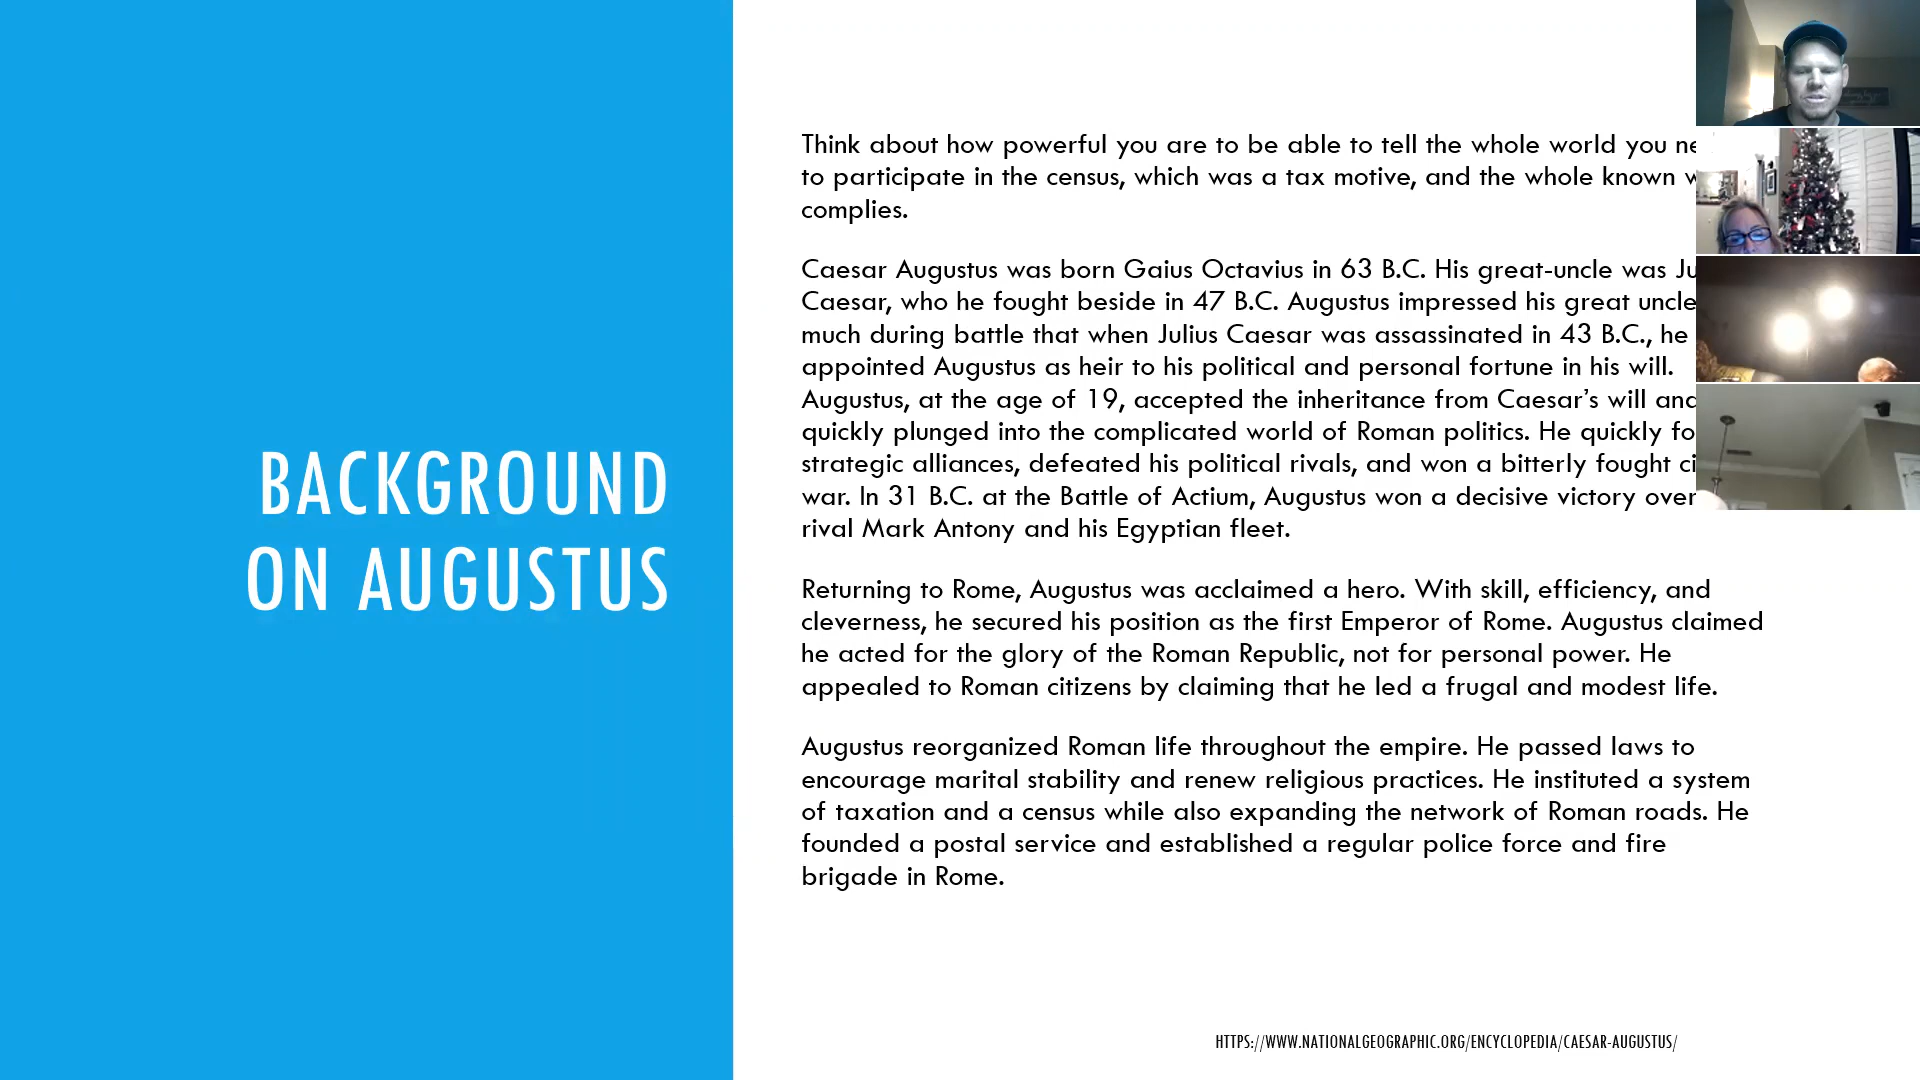 BACKGROUND
ON AUGUSTUS
Think about how powerful you are to be able to tell the whole world you
to participate in the census, which was a tax motive, and the whole known
complies.
Caesar Augustus was born Gaius Octavius in 63 B.C. His great-uncle was
Caesar, who he fought beside in 47 B.C. Augustus impressed his great uncle
much during battle that when Julius Caesar was assassinated in 43 B.C., he
appointed Augustus as heir to his political and personal fortune in his will.
Augustus, at the age of 19, accepted the inheritance from Caesar’s will and
quickly plunged into the complicated world of Roman politics. He quickly
strategic alliances, defeated his political rivals, and won a bitterly fought
war. In 31 B.C. at the Battle of Actium, Augustus won a decisive victory over
rival Mark Antony and his Egyptian fleet.
Returning to Rome, Augustus was acclaimed a hero. With skill, efficiency, and
cleverness, he secured his position as the first Emperor of Rome. Augustus claimed
he acted for the glory of the Roman Republic, not for personal power. He
appealed to Roman citizens by claiming that he led a frugal and modest life.
Augustus reorganized Roman life throughout the empire. He passed laws to
encourage marital stability and renew religious practices. He instituted a system
of taxation and a census while also expanding the network of Roman roads. He
founded a postal service and established a regular police force and fire
brigade in Rome.
HTTPS://WWW.NATIONALGEOGRAPHIC.ORG/ENCYCLOPEDIA/CAESAR-AUGUSTUS/